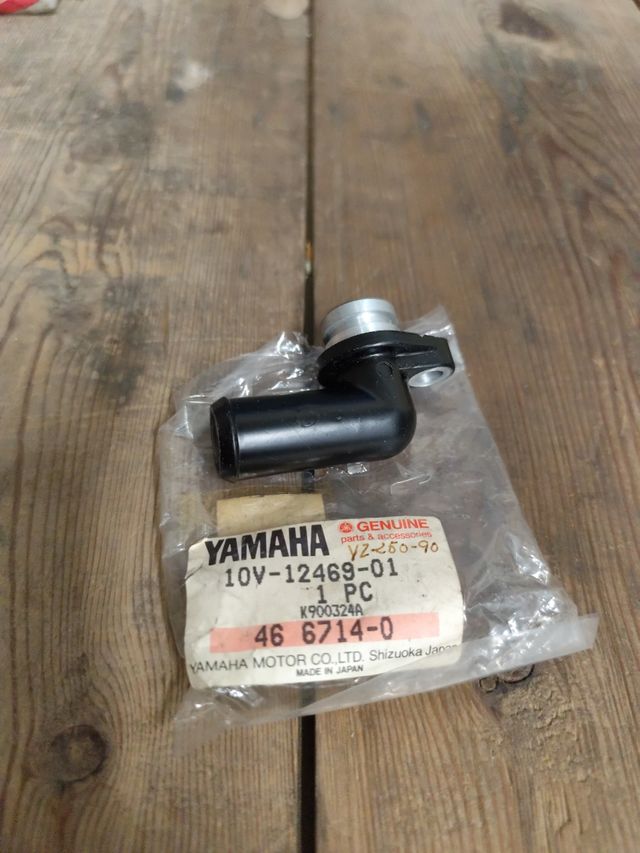 YAMAHA GENUINE
parts & accessories
YZ-250-90
10V-12469-01
1 PC
K900324A
46 6714-0
YAMAHA MOTOR CO.,LTD. Shizuoka Japan
MADE IN JAPAN